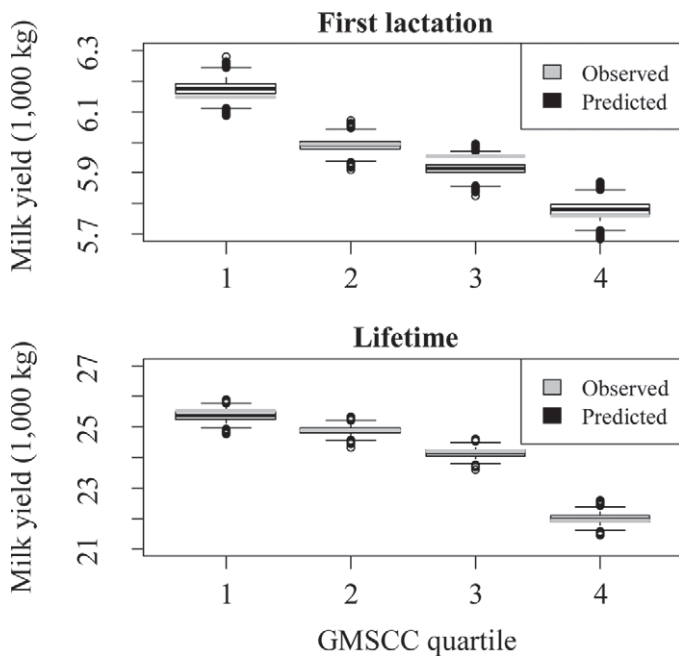 First lactation
Milk yield (1,000 kg)
6.3
6.1
5.9
5.7
Observed
Predicted
1 2 3 4
Lifetime
Milk yield (1,000 kg)
27
25
23
21
Observed
Predicted
1 2 3 4
GMSCC quartile